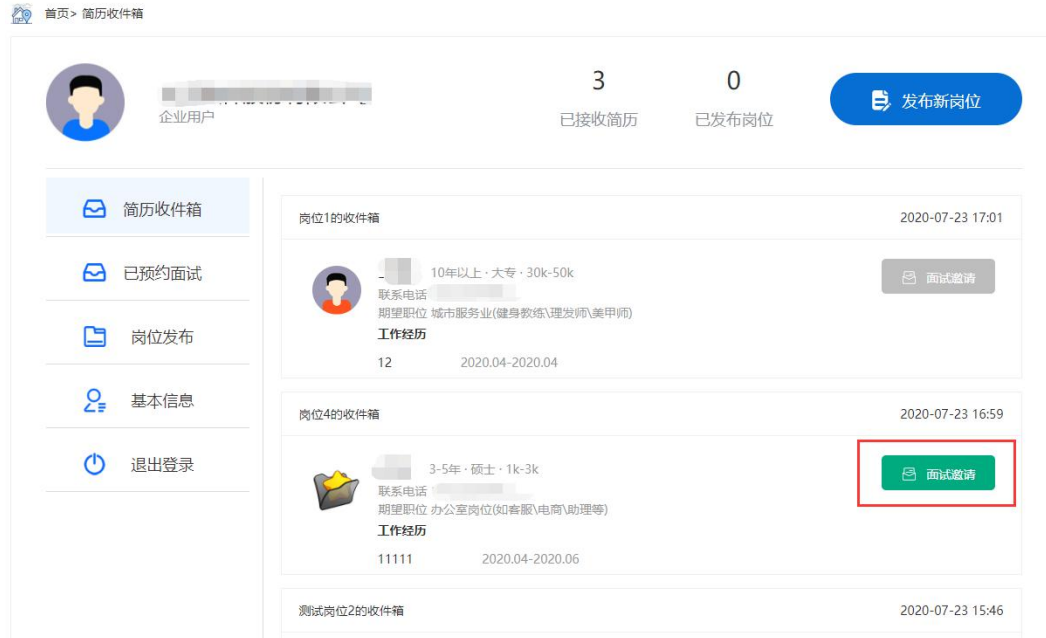 首页> 简历收件箱
3
0
企业用户
已接收简历
已发布岗位
发布新岗位
简历收件箱
已预约面试
岗位发布
基本信息
退出登录
岗位1的收件箱
2020-07-23 17:01
10年以上·大专·30k-50k
面试邀请
联系电话
期望职位 城市服务业(健身教练\理发师\美甲师)
工作经历
12 2020.04-2020.04
岗位4的收件箱
2020-07-23 16:59
3-5年·硕士·1k-3k
面试邀请
联系电话
期望职位 办公室岗位(如客服\电商\助理等)
工作经历
11111 2020.04-2020.06
测试岗位2的收件箱
2020-07-23 15:46